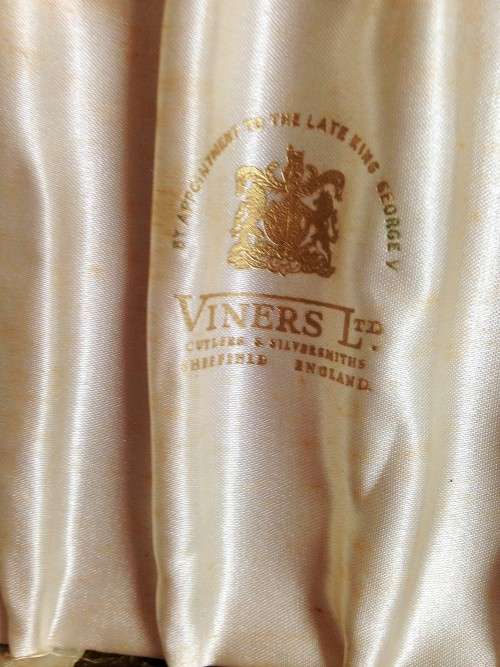 BY APPOINTMENT TO THE LATE KING GEORGE V
VINERS LTD.
CUTLERS & SILVERSMITHS
SHEFFIELD ENGLAND.